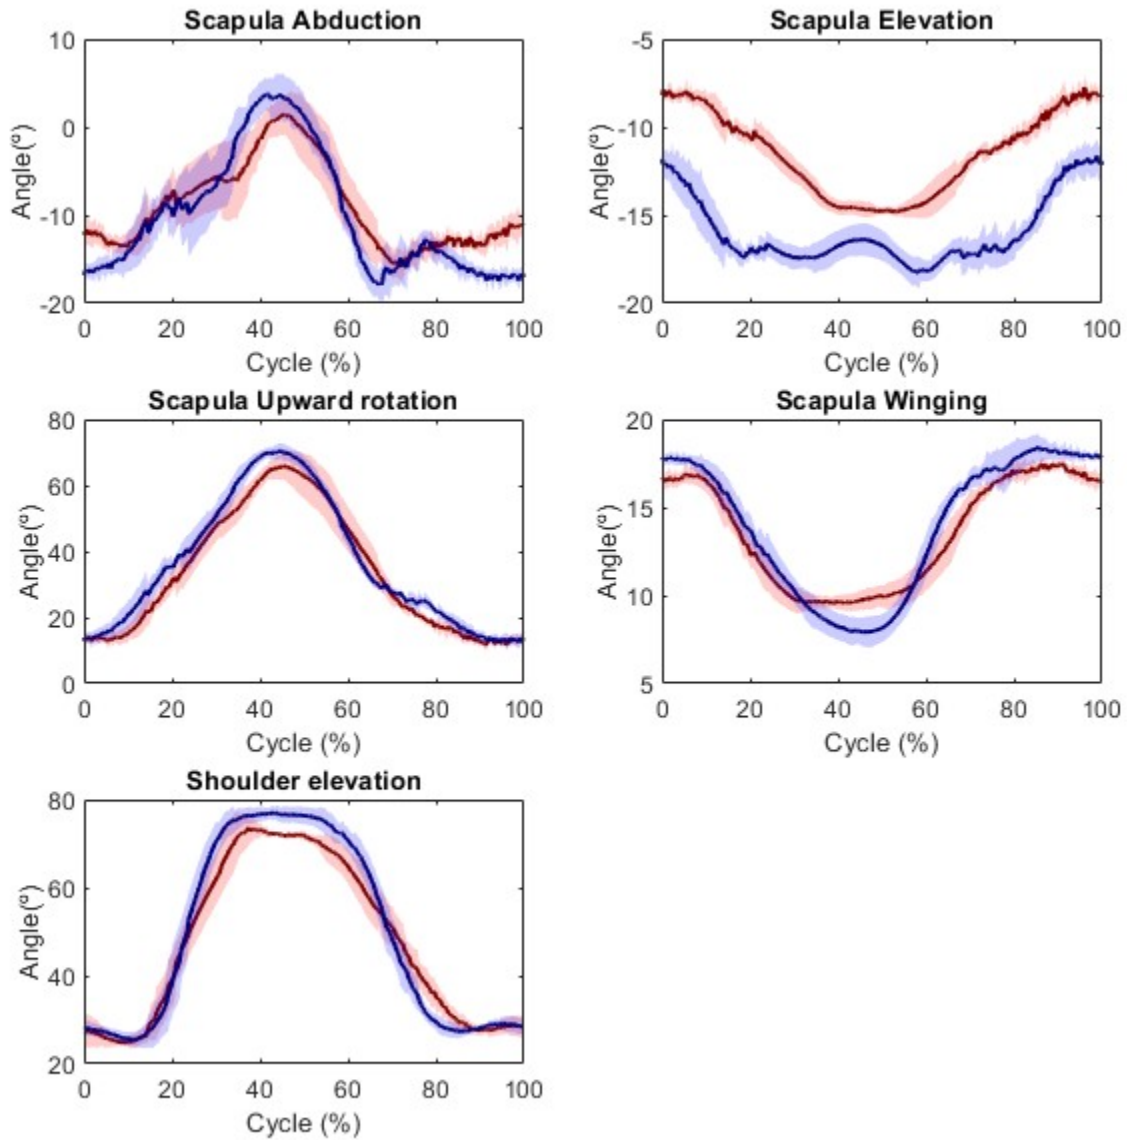 Scapula Abduction
10
0
-10
-20
Angle(º)
0 20 40 60 80 100
Cycle (%)
Scapula Elevation
-5
-10
-15
-20
Angle(º)
0 20 40 60 80 100
Cycle (%)
Scapula Upward rotation
80
60
40
20
0
Angle(º)
0 20 40 60 80 100
Cycle (%)
Scapula Winging
20
15
10
5
Angle(º)
0 20 40 60 80 100
Cycle (%)
Shoulder elevation
80
60
40
20
Angle(º)
0 20 40 60 80 100
Cycle (%)